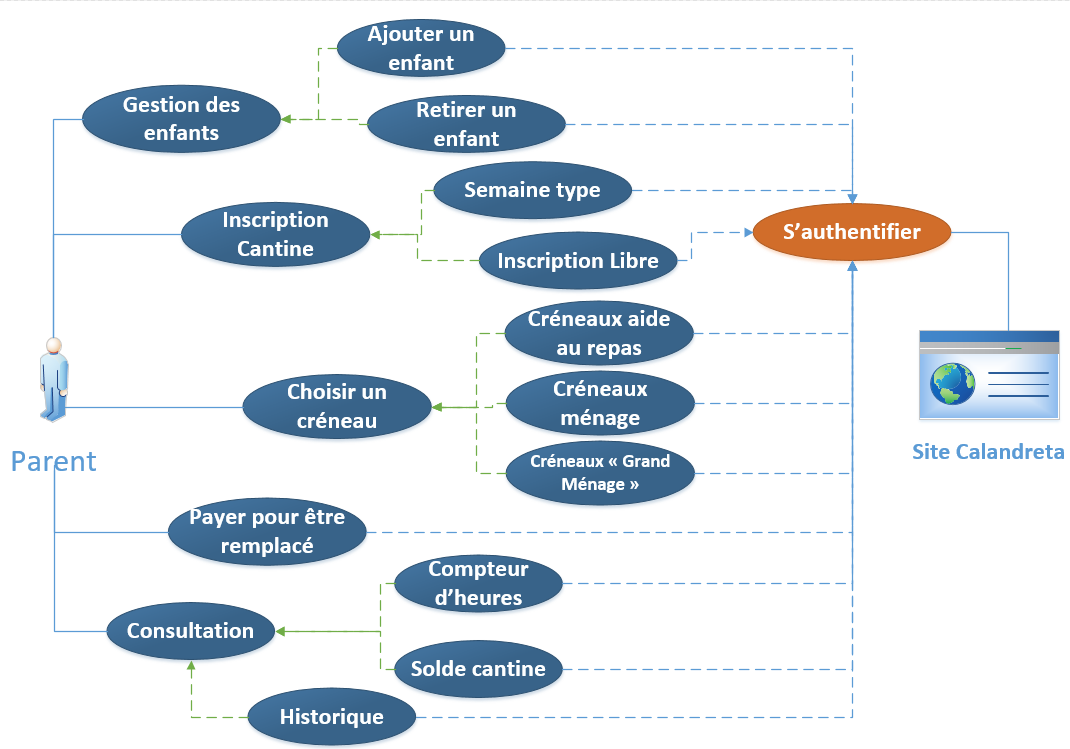 Ajouter un
enfant
Gestion des
enfants
Retirer un
enfant
Semaine type
Inscription
Cantine
S’authentifier
Inscription Libre
Créneaux aide
au repas
Choisir un
créneau
Créneaux
ménage
Parent
Site Calandreta
Créneaux « Grand
Ménage »
Payer pour être
remplacé
Compteur
d’heures
Consultation
Solde cantine
Historique